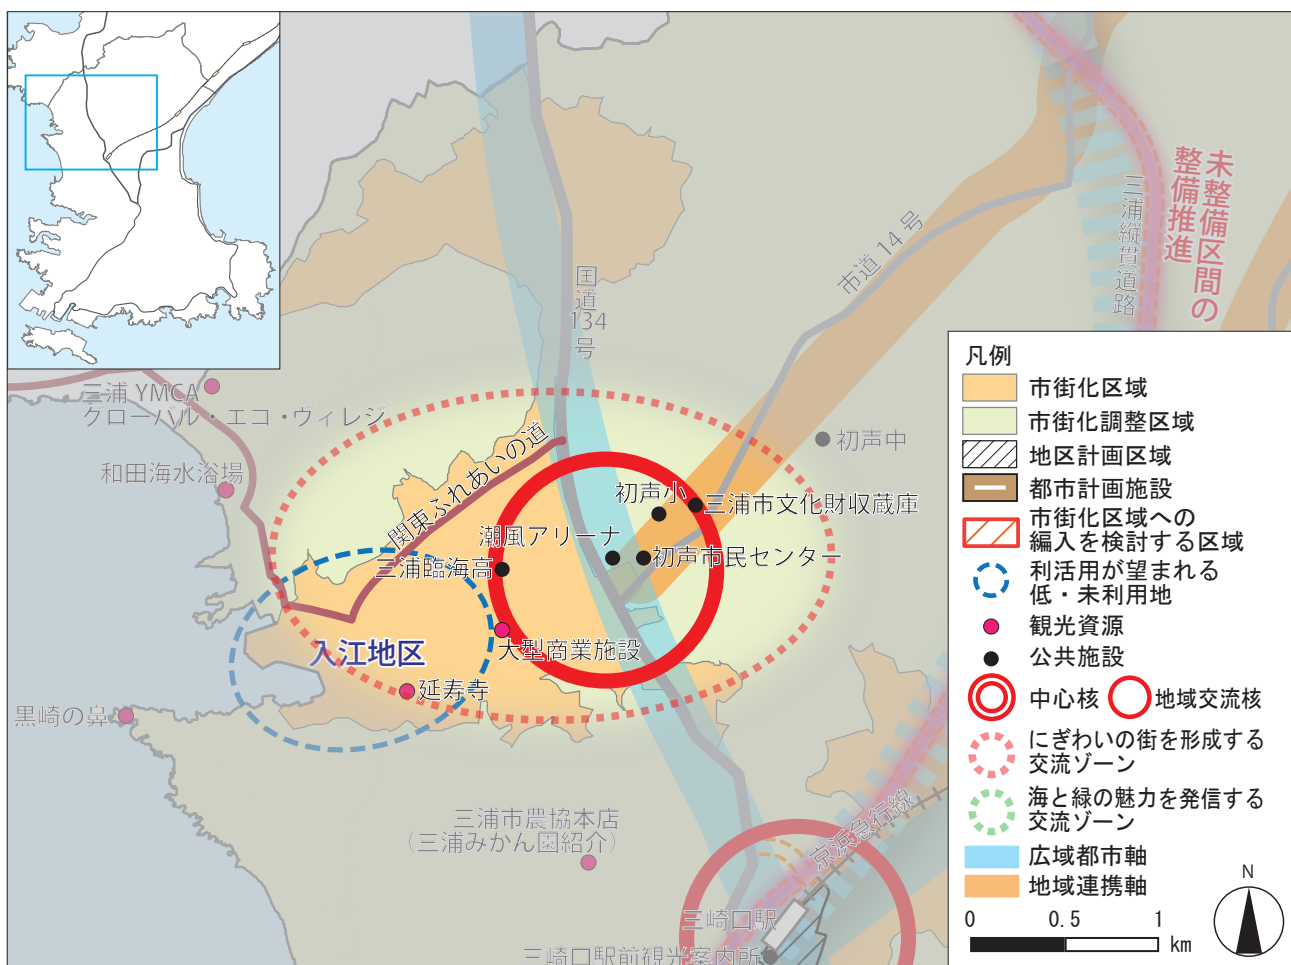 未整備区間の
整備推進
三浦縦貫道路
市道 14 号
国道134号
三浦 YMCA
グローバル・エコ・ヴィレジ
和田海水浴場
初声中
関東ふれあいの道
初声小
三浦市文化財収蔵庫
潮風アリーナ
初声市民センター
三浦臨海高
大型商業施設
入江地区
延寿寺
黒崎の鼻
三浦市農協本店
(三浦みかん園紹介)
京浜急行線
三崎口駅
三崎口駅前観光案内所
凡例
市街化区域
市街化調整区域
地区計画区域
都市計画施設
市街化区域への
編入を検討する区域
利活用が望まれる
低・未利用地
観光資源
公共施設
中心核 地域交流核
にぎわいの街を形成する
交流ゾーン
海と緑の魅力を発信する
交流ゾーン
広域都市軸
地域連携軸
0 0.5 1
km
N